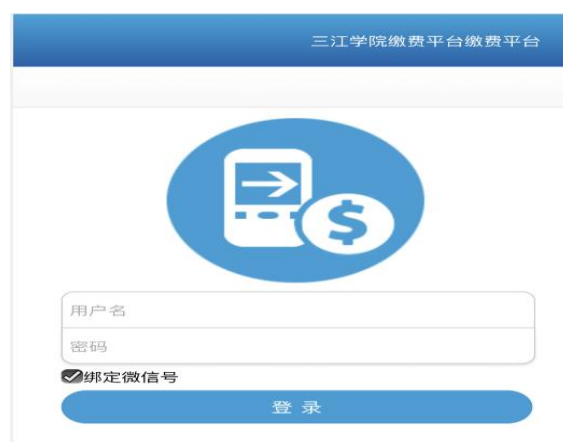 三江学院缴费平台缴费平台
$
用户名
密码
绑定微信号
登 录